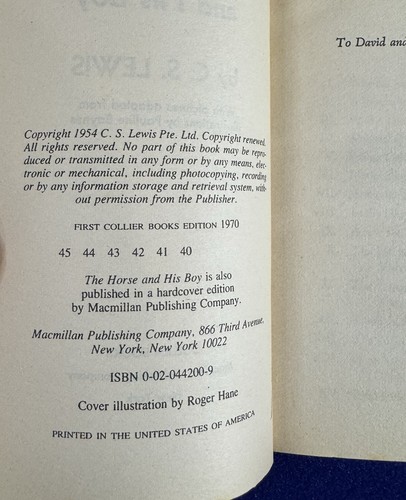 Copyright 1954 C. S. Lewis Pte. Ltd. Copyright renewed.
All rights reserved. No part of this book may be repro-
duced or transmitted in any form or by any means, elec-
tronic or mechanical, including photocopying, recording
or by any information storage and retrieval system, with-
out permission from the Publisher.
FIRST COLLIER BOOKS EDITION 1970
45 44 43 42 41 40
The Horse and His Boy is also
published in a hardcover edition
by Macmillan Publishing Company.
Macmillan Publishing Company, 866 Third Avenue,
New York, New York 10022
ISBN 0-02-044200-9
Cover illustration by Roger Hane
PRINTED IN THE UNITED STATES OF AMERICA
To David and